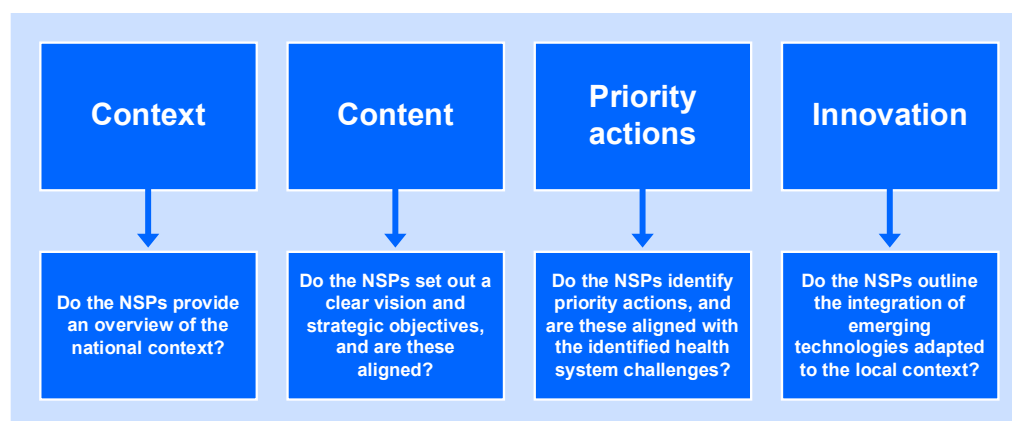 Context
Do the NSPs provide
an overview of the
national context?
Content
Do the NSPs set out a
clear vision and
strategic objectives,
and are these
aligned?
Priority
actions
Do the NSPs identify
priority actions, and
are these aligned with
the identified health
system challenges?
Innovation
Do the NSPs outline
the integration of
emerging
technologies adapted
to the local context?